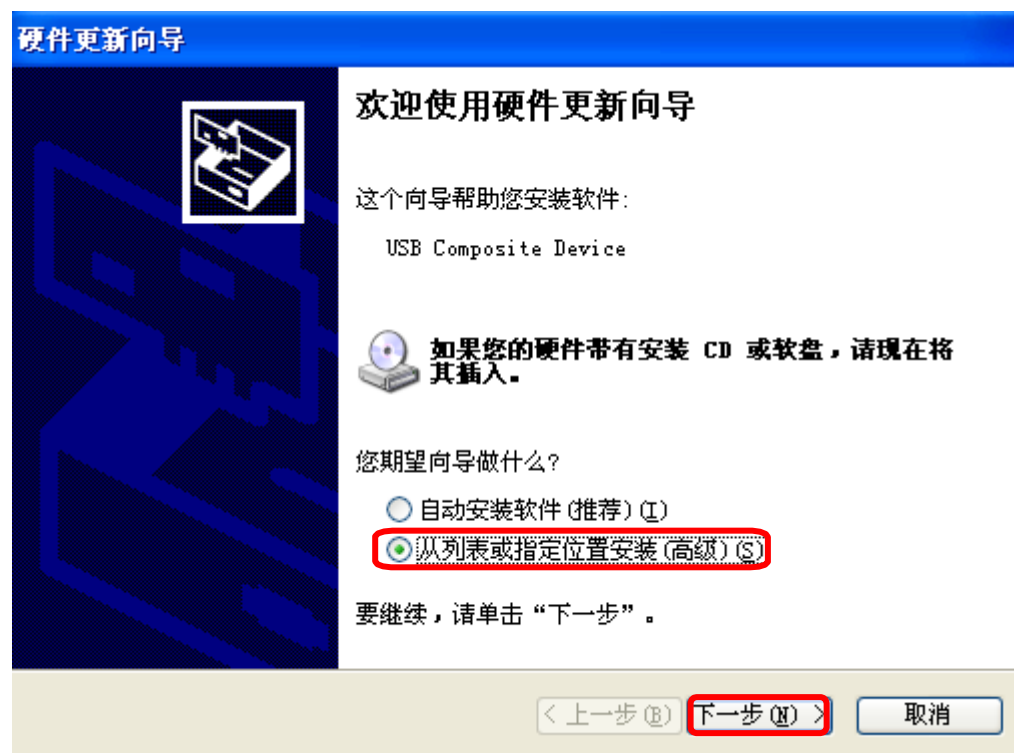 硬件更新向导
欢迎使用硬件更新向导
这个向导帮助您安装软件:
USB Composite Device
如果您的硬件带有安装 CD 或软盘，请现在将
其插入。
您期望向导做什么?
自动安装软件(推荐)(I)
从列表或指定位置安装(高级)(S)
要继续，请单击“下一步”。
< 上一步(B) 下一步(N) > 取消